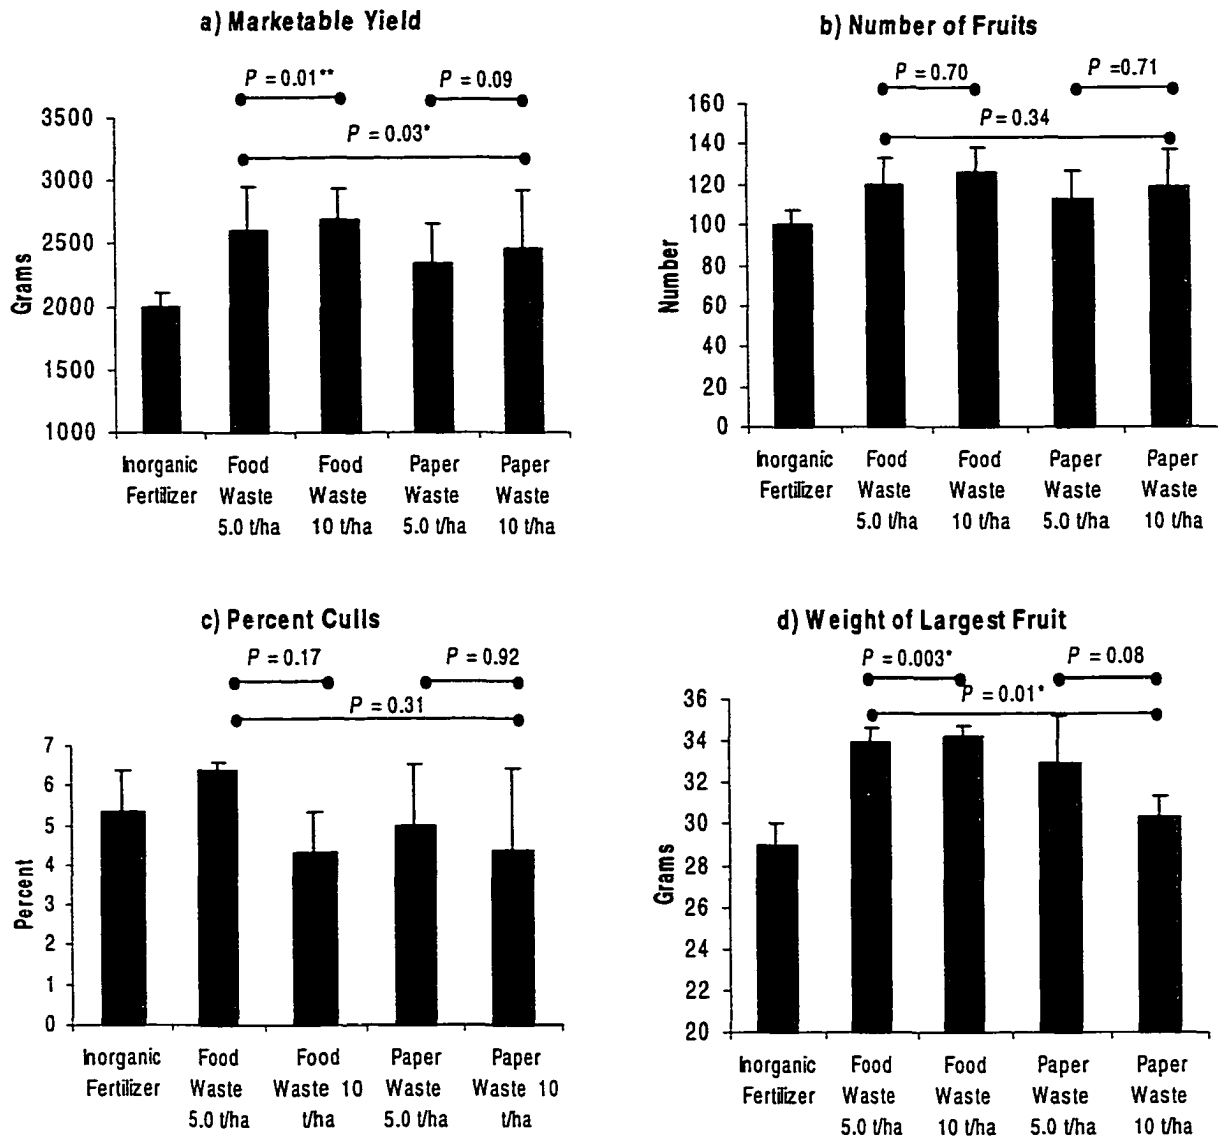 a) Marketable Yield
P = 0.01**
P = 0.09
P = 0.03*
3500
3000
2500
2000
1500
1000
Grams
Inorganic
Fertilizer
Food
Waste
5.0 t/ha
Food
Waste
10 t/ha
Paper
Waste
5.0 t/ha
Paper
Waste
10 t/ha
b) Number of Fruits
P = 0.70
P =0.71
P = 0.34
160
140
120
100
80
60
40
20
0
Number
Inorganic
Fertilizer
Food
Waste
5.0 t/ha
Food
Waste
10 t/ha
Paper
Waste
5.0 t/ha
Paper
Waste
10 t/ha
c) Percent Culls
P = 0.17
P = 0.92
P = 0.31
7
6
5
4
3
2
1
0
Percent
Inorganic
Fertilizer
Food
Waste
5.0 t/ha
Food
Waste 10
t/ha
Paper
Waste
5.0 t/ha
Paper
Waste 10
t/ha
d) Weight of Largest Fruit
P = 0.003*
P = 0.08
P = 0.01*
36
34
32
30
28
26
24
22
20
Grams
Inorganic
Fertilizer
Food
Waste
5.0 t/ha
Food
Waste
10 t/ha
Paper
Waste
5.0 t/ha
Paper
Waste
10 t/ha